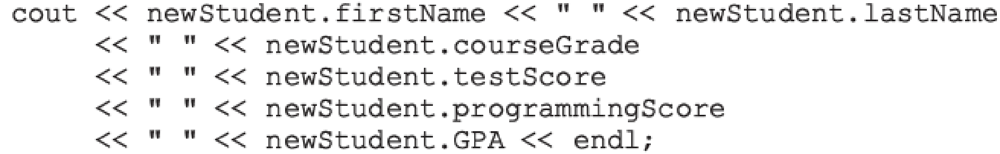 cout << newStudent.firstName << " " << newStudent.lastName
<< " " << newStudent.courseGrade
<< " " << newStudent.testScore
<< " " << newStudent.programmingScore
<< " " << newStudent.GPA << endl;